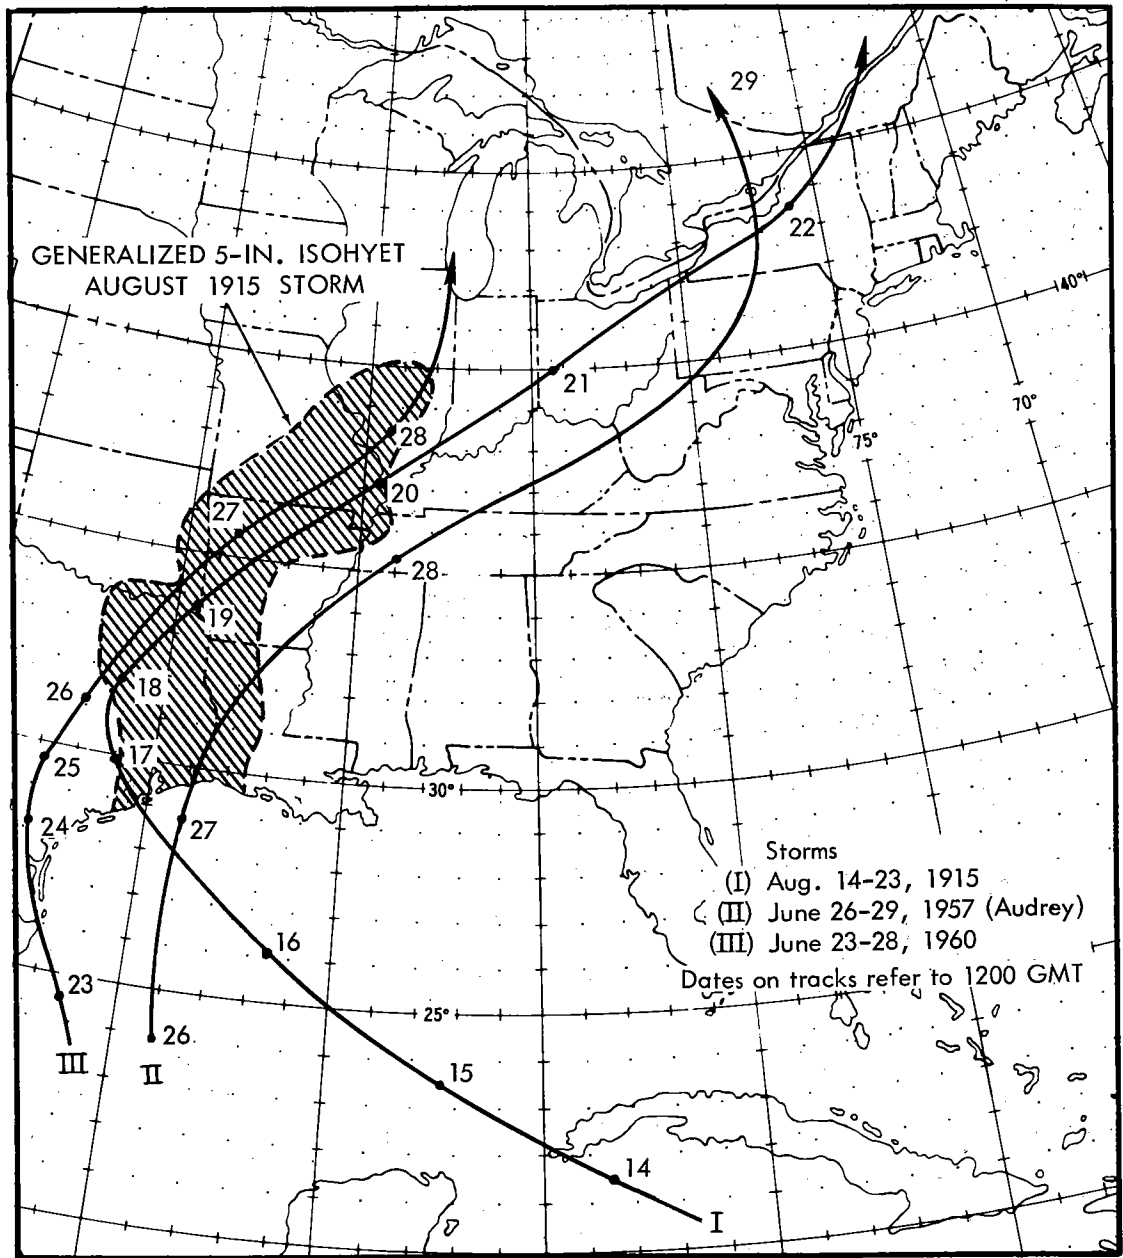 29
22
GENERALIZED 5-IN. ISOHYET
AUGUST 1915 STORM
40°
21
70°
75°
28
20
27
28
19
26
18
17
25
30°
24
27
Storms
(I) Aug. 14-23, 1915
(II) June 26-29, 1957 (Audrey)
(III) June 23-28, 1960
Dates on tracks refer to 1200 GMT
16
23
25°
26
III
II
15
14
I